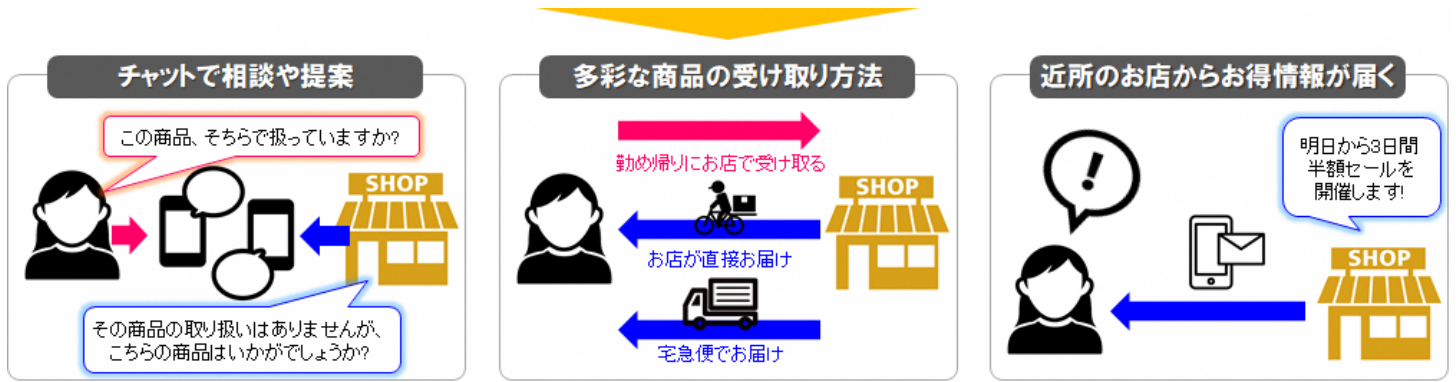 チャットで相談や提案
この商品、そちらで扱っていますか?
SHOP
その商品の取り扱いはありませんが、
こちらの商品はいかがでしょうか?
多彩な商品の受け取り方法
勤め帰りにお店で受け取る
SHOP
お店が直接お届け
宅急便でお届け
近所のお店からお得情報が届く
!
明日から3日間
半額セールを
開催します!
SHOP